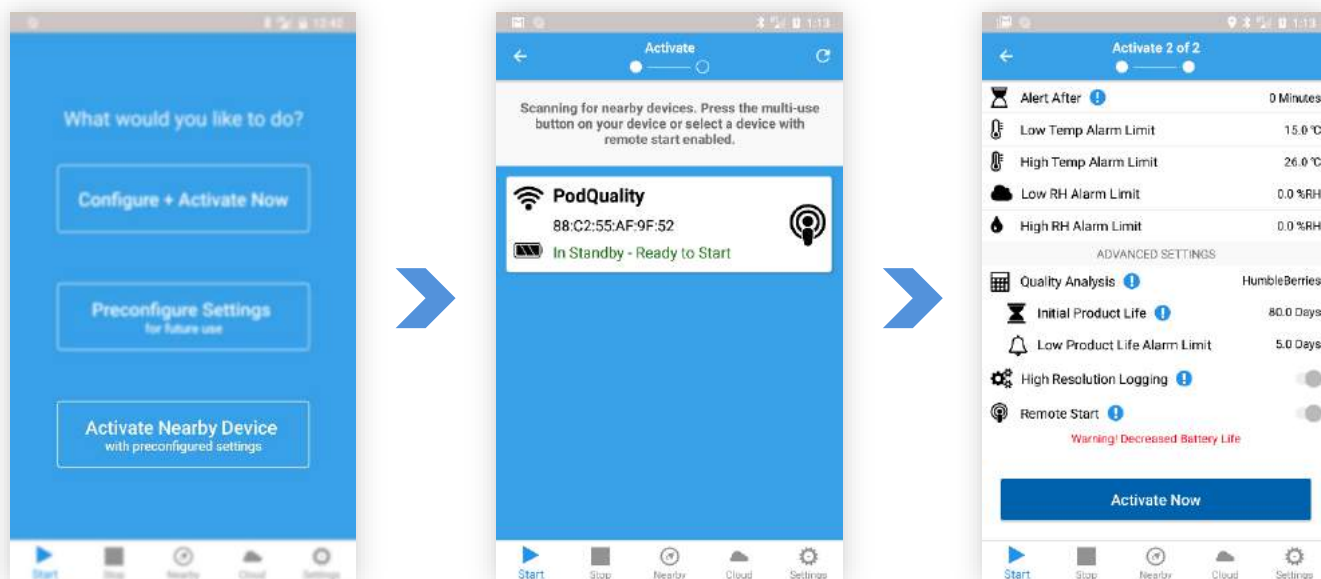 12:42
What would you like to do?
Configure + Activate Now
Preconfigure Settings
for future use
Activate Nearby Device
with preconfigured settings
Start
Stop
Nearby
Cloud
Settings
1:13
Activate
Scanning for nearby devices. Press the multi-use
button on your device or select a device with
remote start enabled.
PodQuality
88:C2:55:AF:9F:52
In Standby - Ready to Start
Start
Stop
Nearby
Cloud
Settings
1:13
Activate 2 of 2
Alert After 0 Minutes
Low Temp Alarm Limit 15.0 °C
High Temp Alarm Limit 26.0 °C
Low RH Alarm Limit 0.0 %RH
High RH Alarm Limit 0.0 %RH
ADVANCED SETTINGS
Quality Analysis HumbleBerries
Initial Product Life 80.0 Days
Low Product Life Alarm Limit 5.0 Days
High Resolution Logging
Remote Start
Warning! Decreased Battery Life
Activate Now
Start
Stop
Nearby
Cloud
Settings